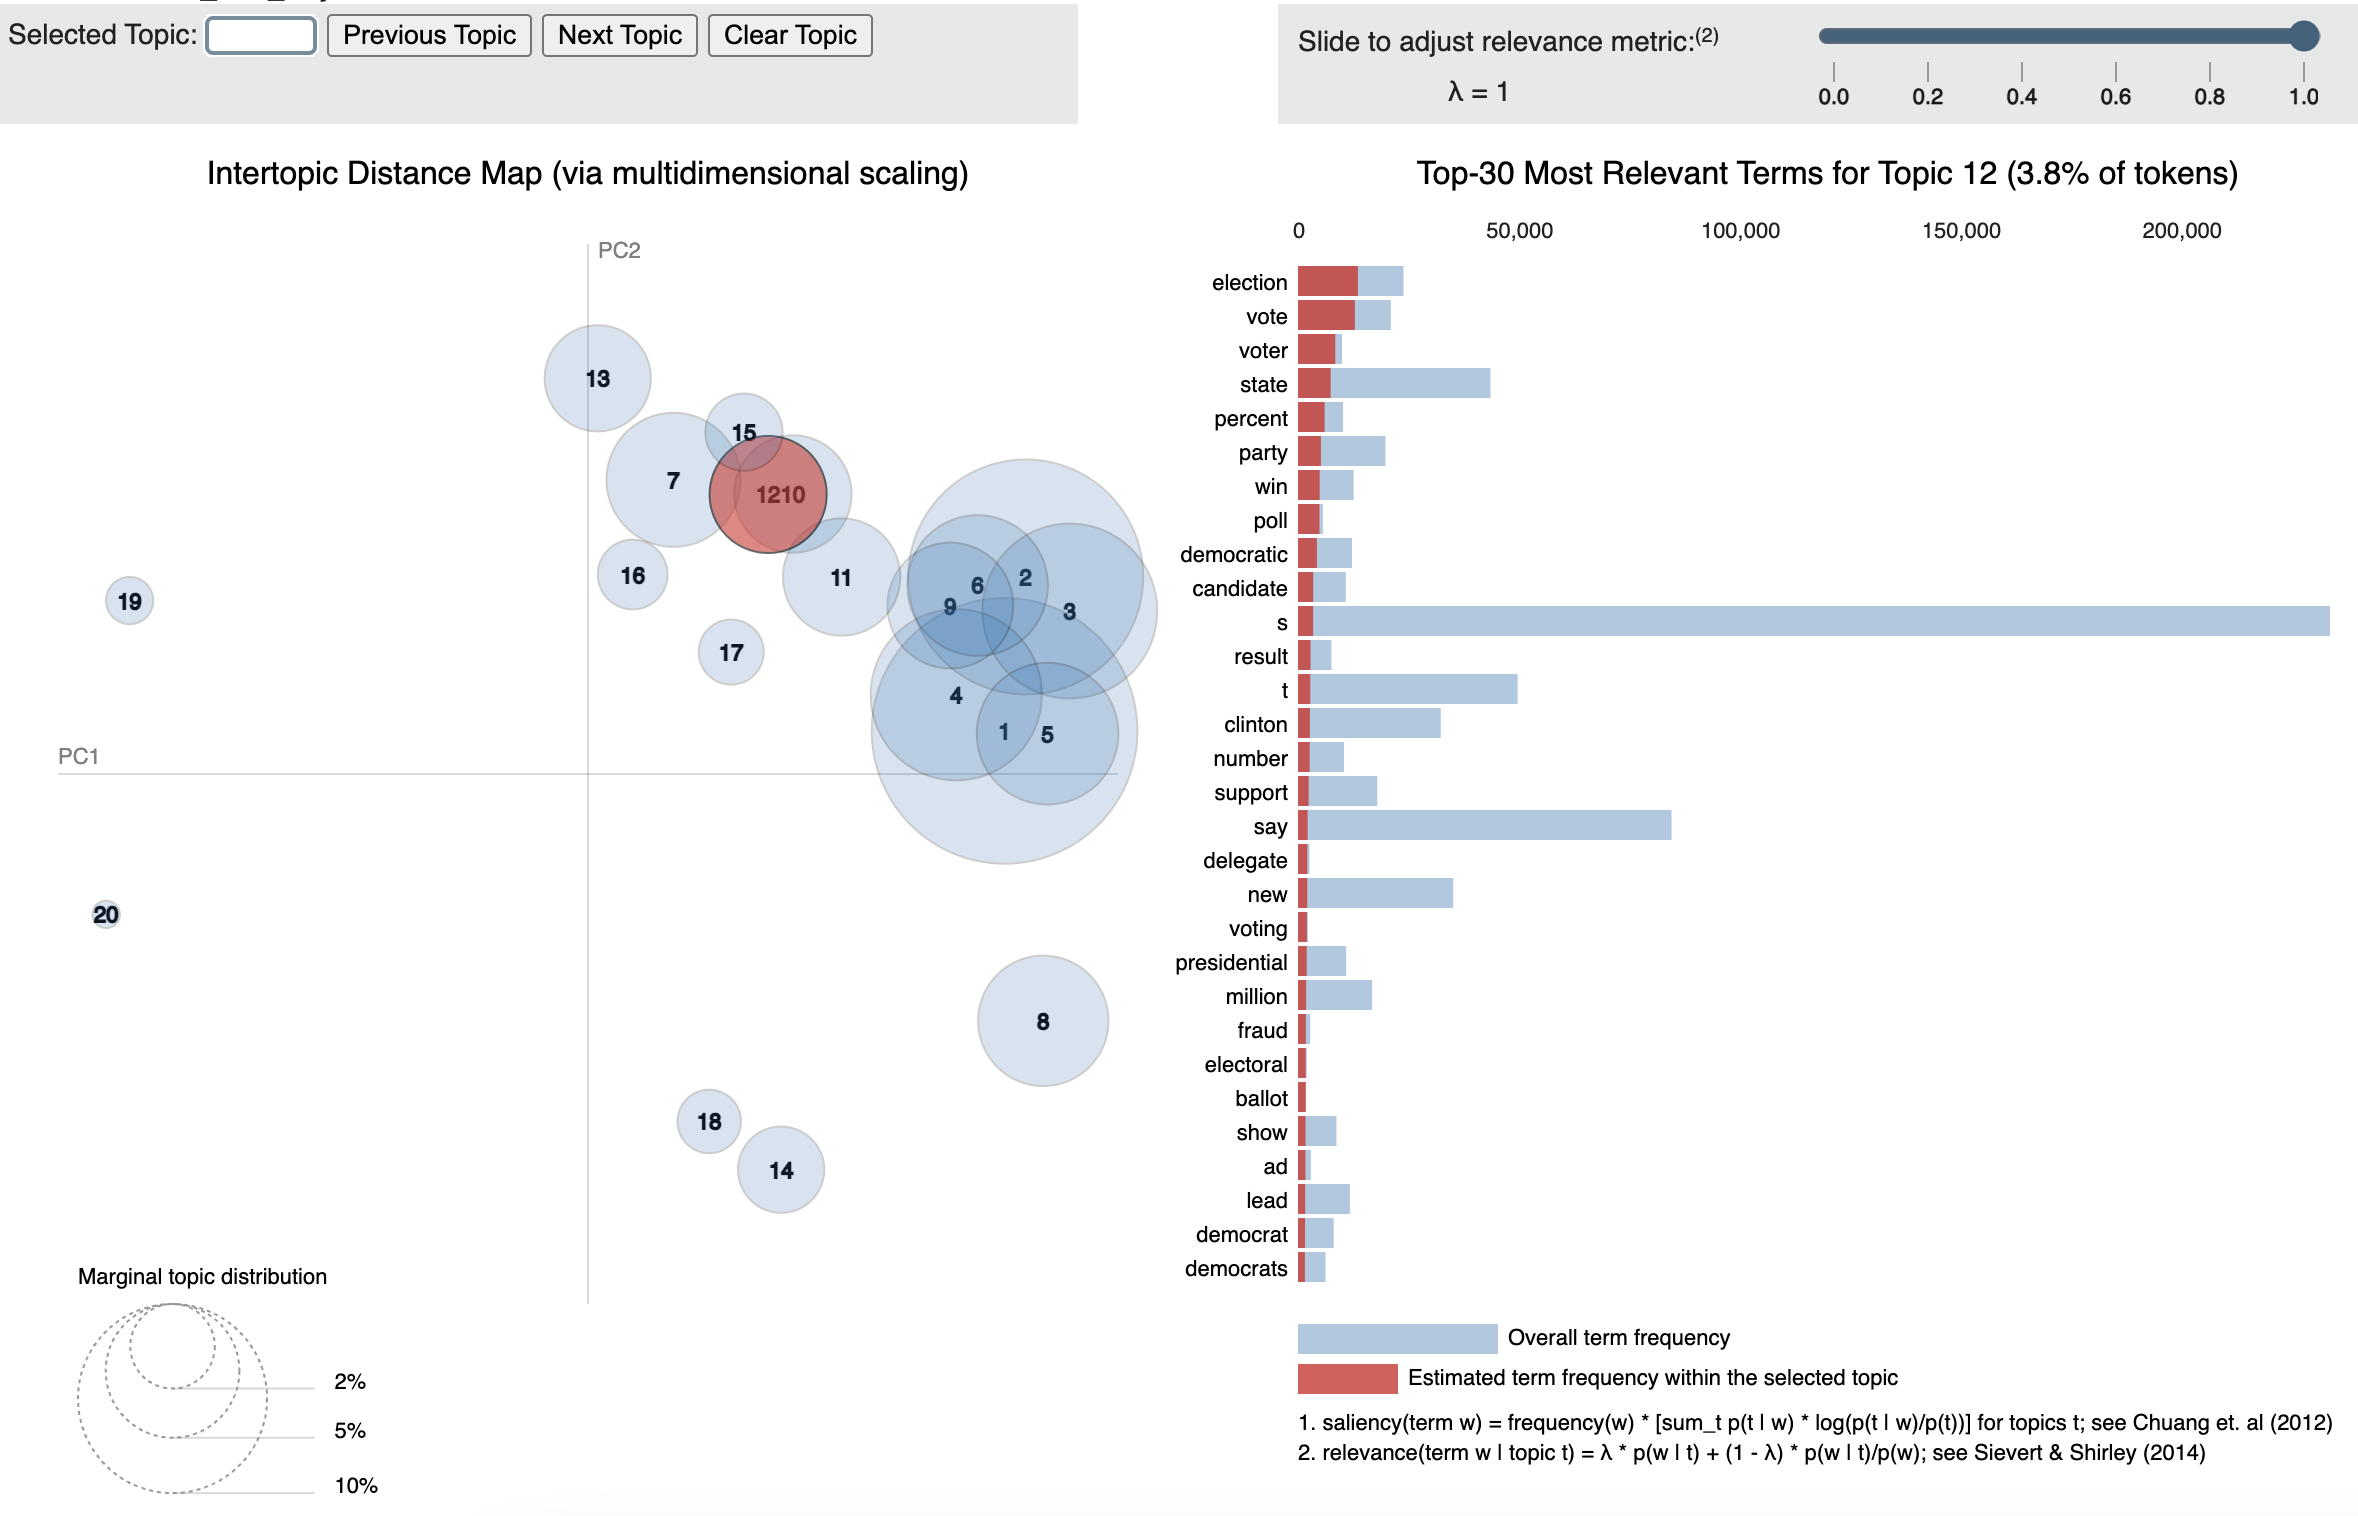 Selected Topic: Previous Topic Next Topic Clear Topic
Slide to adjust relevance metric:(2)
λ = 1
0.0 0.2 0.4 0.6 0.8 1.0
Intertopic Distance Map (via multidimensional scaling)
PC2
PC1
13
15
7
1210
16
11
19
17
6
2
9
3
4
1
5
20
8
18
14
Marginal topic distribution
2%
5%
10%
Top-30 Most Relevant Terms for Topic 12 (3.8% of tokens)
0 50,000 100,000 150,000 200,000
election
vote
voter
state
percent
party
win
poll
democratic
candidate
s
result
t
clinton
number
support
say
delegate
new
voting
presidential
million
fraud
electoral
ballot
show
ad
lead
democrat
democrats
Overall term frequency
Estimated term frequency within the selected topic
1. saliency(term w) = frequency(w) * [sum_t p(t | w) * log(p(t | w)/p(t))] for topics t; see Chuang et. al (2012)
2. relevance(term w | topic t) = λ * p(w | t) + (1 - λ) * p(w | t)/p(w); see Sievert & Shirley (2014)